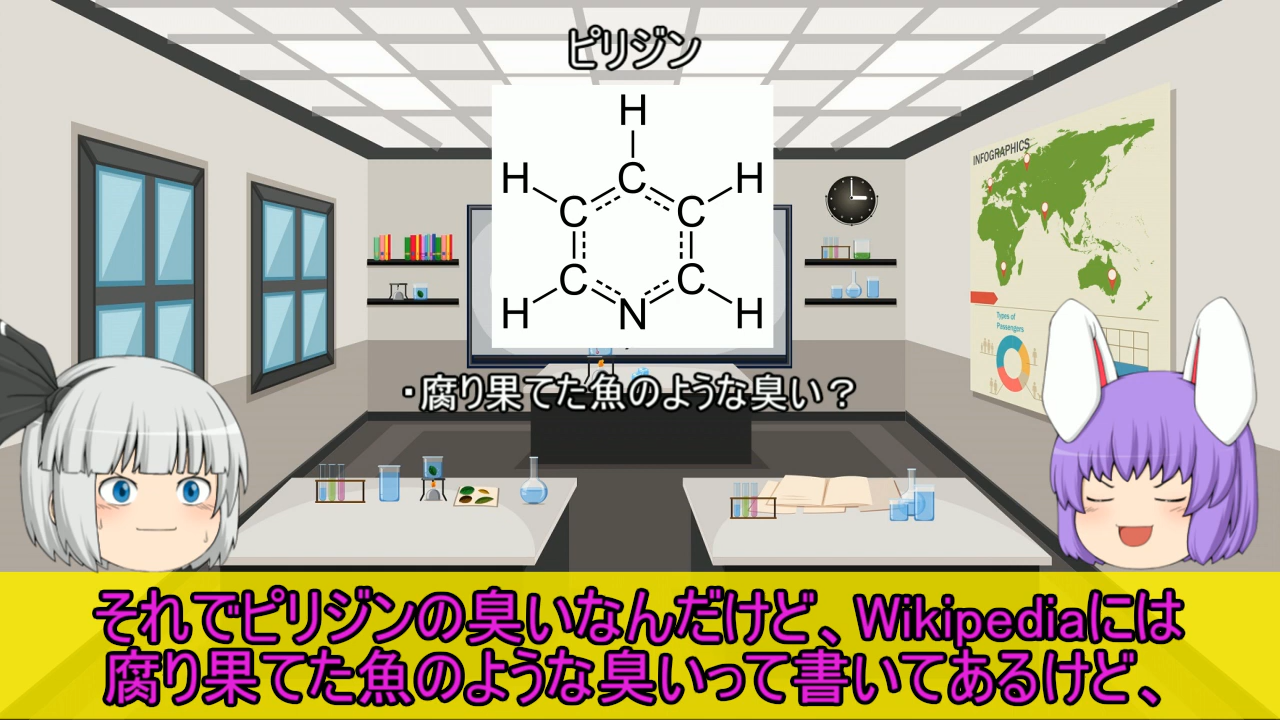 ピリジン
H
H
C
H
C
C
C
C
H
N
H
INFOGRAPHICS
Types of
Passengers
・腐り果てた魚のような臭い？
それでピリジンの臭いなんだけど、Wikipediaには
腐り果てた魚のような臭いって書いてあるけど、